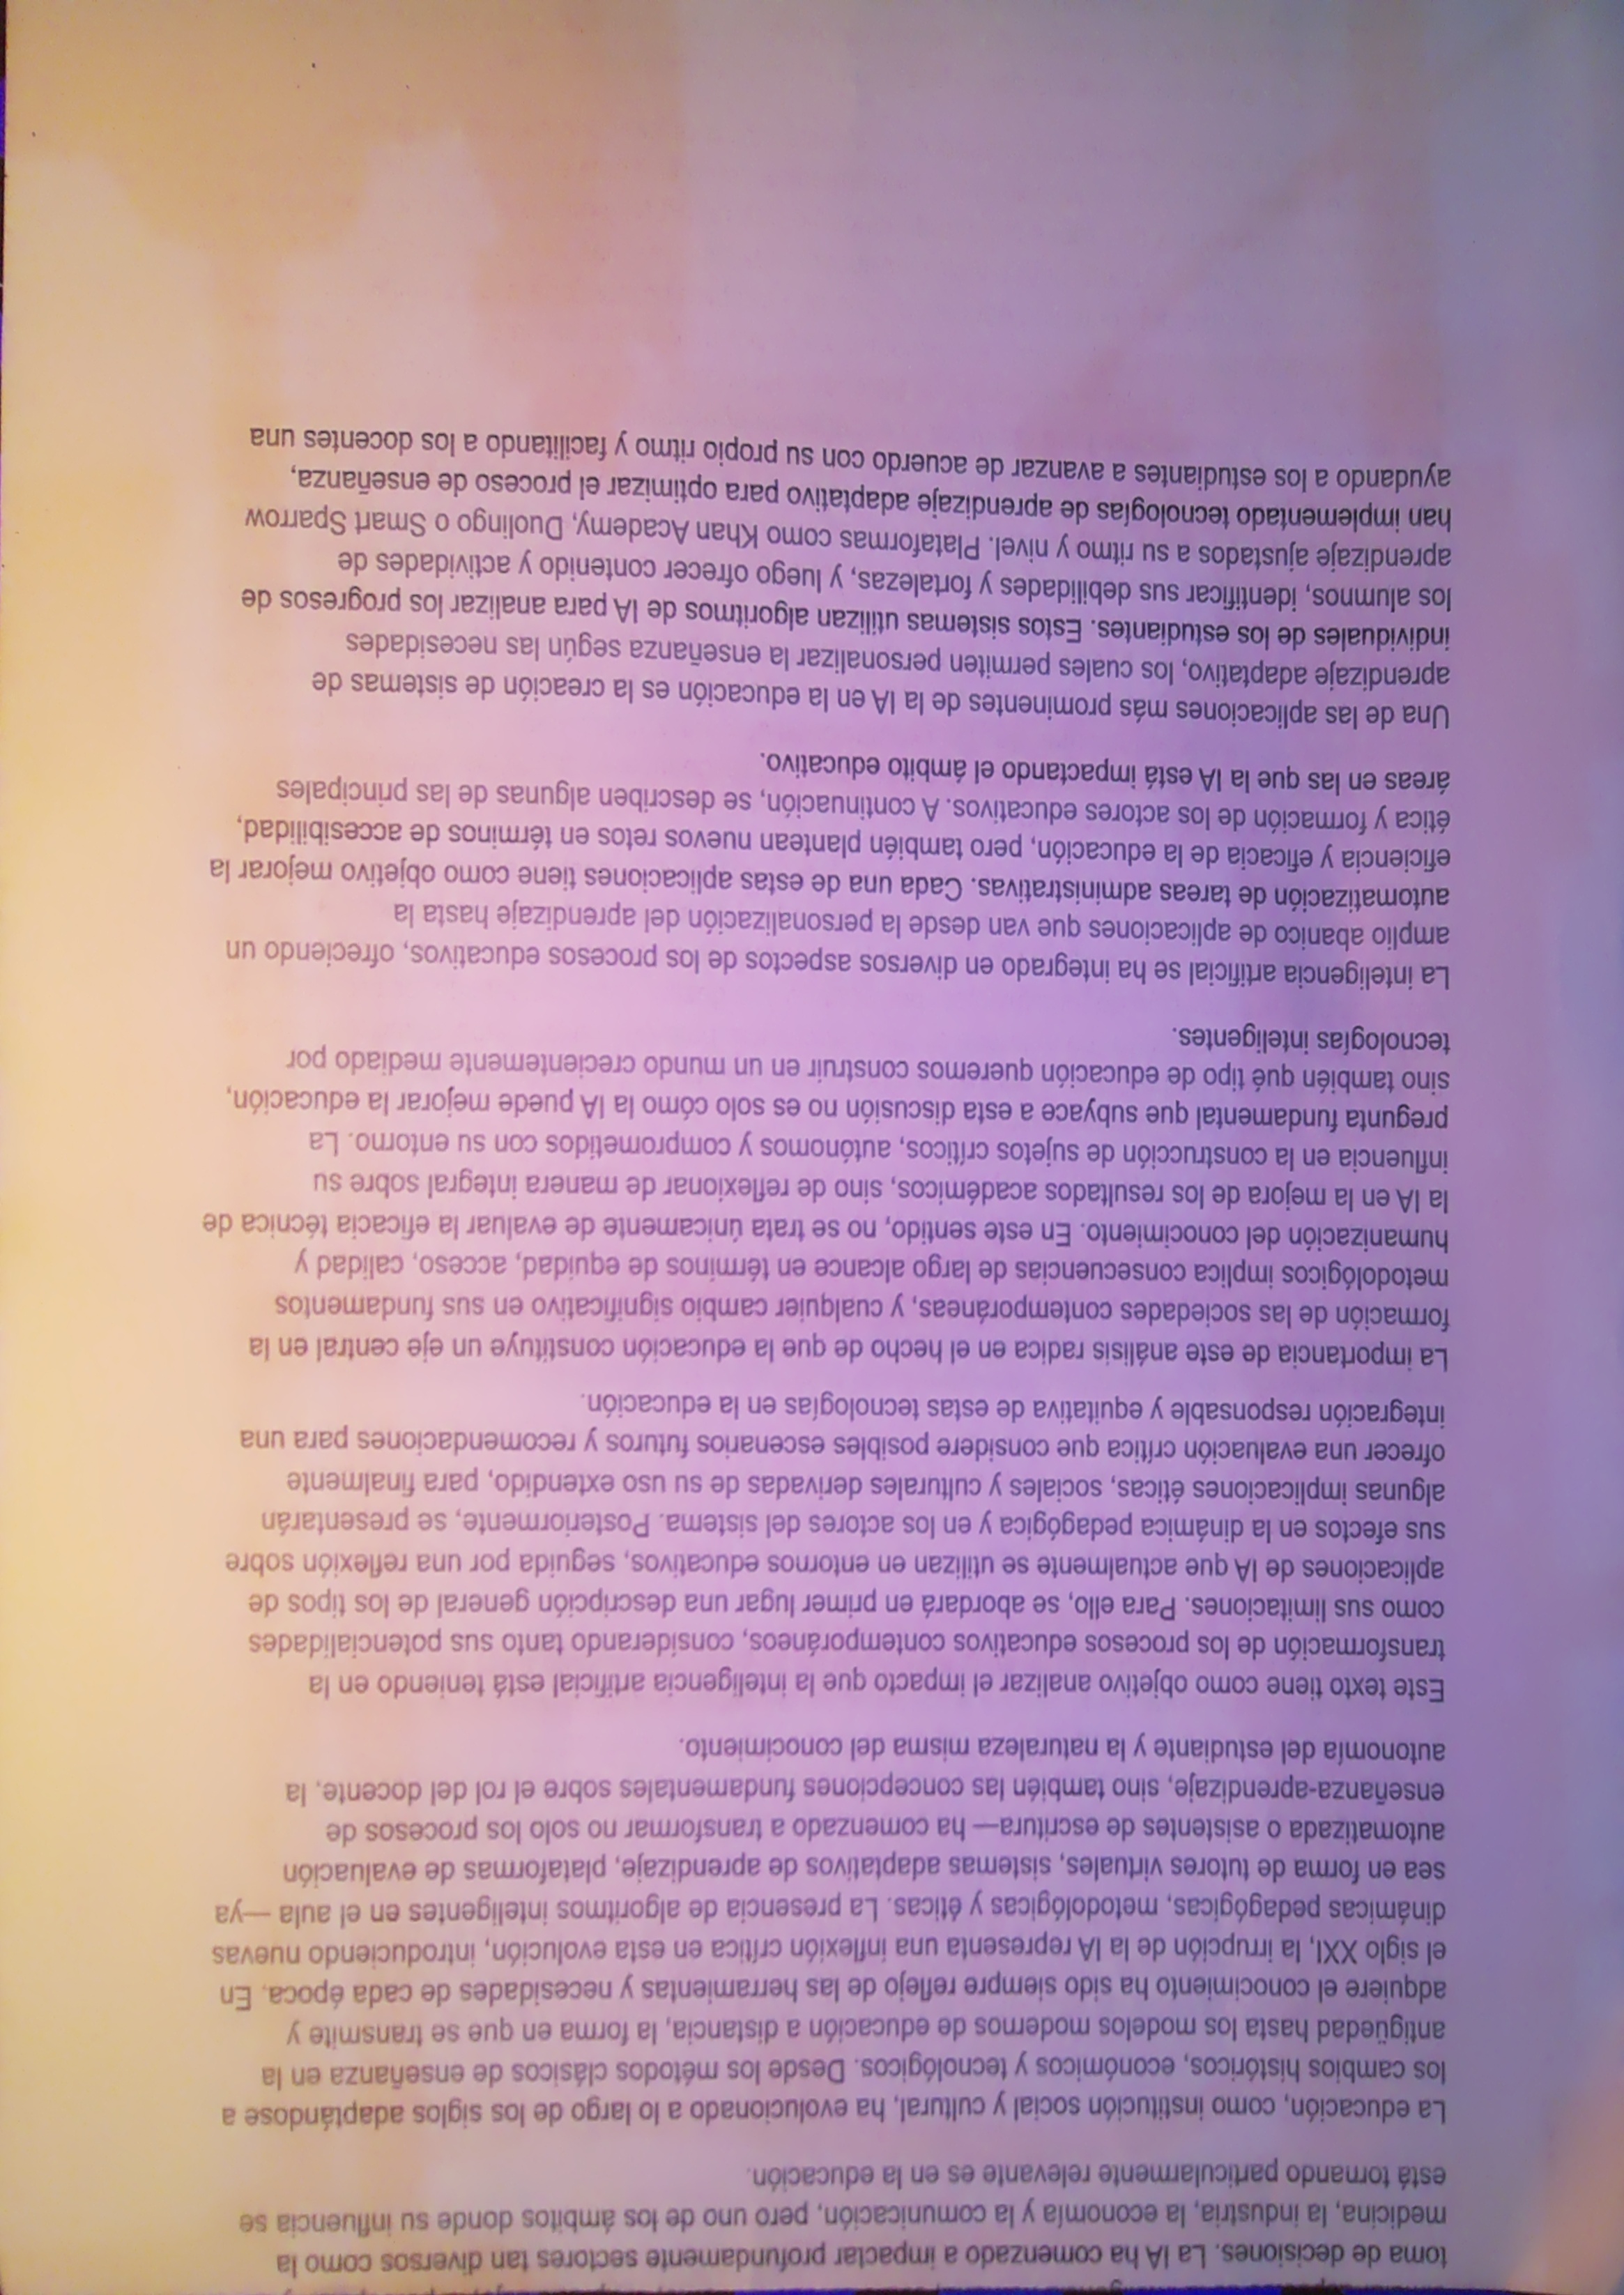 toma de decisiones. La IA ha comenzado a impactar profundamente sectores tan diversos como la
medicina, la industria, la economía y la comunicación, pero uno de los ámbitos donde su influencia se
está tornando particularmente relevante es en la educación.
La educación, como institución social y cultural, ha evolucionado a lo largo de los siglos adaptándose a
los cambios históricos, económicos y tecnológicos. Desde los métodos clásicos de enseñanza en la
antigüedad hasta los modelos modernos de educación a distancia, la forma en que se transmite y
adquiere el conocimiento ha sido siempre reflejo de las herramientas y necesidades de cada época. En
el siglo XXI, la irrupción de la IA representa una inflexión crítica en esta evolución, introduciendo nuevas
dinámicas pedagógicas, metodológicas y éticas. La presencia de algoritmos inteligentes en el aula —ya
sea en forma de tutores virtuales, sistemas adaptativos de aprendizaje, plataformas de evaluación
automatizada o asistentes de escritura— ha comenzado a transformar no solo los procesos de
enseñanza-aprendizaje, sino también las concepciones fundamentales sobre el rol del docente, la
autonomía del estudiante y la naturaleza misma del conocimiento.
Este texto tiene como objetivo analizar el impacto que la inteligencia artificial está teniendo en la
transformación de los procesos educativos contemporáneos, considerando tanto sus potencialidades
como sus limitaciones. Para ello, se abordará en primer lugar una descripción general de los tipos de
aplicaciones de IA que actualmente se utilizan en entornos educativos, seguida por una reflexión sobre
sus efectos en la dinámica pedagógica y en los actores del sistema. Posteriormente, se presentarán
algunas implicaciones éticas, sociales y culturales derivadas de su uso extendido, para finalmente
ofrecer una evaluación crítica que considere posibles escenarios futuros y recomendaciones para una
integración responsable y equitativa de estas tecnologías en la educación.
La importancia de este análisis radica en el hecho de que la educación constituye un eje central en la
formación de las sociedades contemporáneas, y cualquier cambio significativo en sus fundamentos
metodológicos implica consecuencias de largo alcance en términos de equidad, acceso, calidad y
humanización del conocimiento. En este sentido, no se trata únicamente de evaluar la eficacia técnica de
la IA en la mejora de los resultados académicos, sino de reflexionar de manera integral sobre su
influencia en la construcción de sujetos críticos, autónomos y comprometidos con su entorno. La
pregunta fundamental que subyace a esta discusión no es solo cómo la IA puede mejorar la educación,
sino también qué tipo de educación queremos construir en un mundo crecientemente mediado por
tecnologías inteligentes.
La inteligencia artificial se ha integrado en diversos aspectos de los procesos educativos, ofreciendo un
amplio abanico de aplicaciones que van desde la personalización del aprendizaje hasta la
automatización de tareas administrativas. Cada una de estas aplicaciones tiene como objetivo mejorar la
eficiencia y eficacia de la educación, pero también plantean nuevos retos en términos de accesibilidad,
ética y formación de los actores educativos. A continuación, se describen algunas de las principales
áreas en las que la IA está impactando el ámbito educativo.
Una de las aplicaciones más prominentes de la IA en la educación es la creación de sistemas de
aprendizaje adaptativo, los cuales permiten personalizar la enseñanza según las necesidades
individuales de los estudiantes. Estos sistemas utilizan algoritmos de IA para analizar los progresos de
los alumnos, identificar sus debilidades y fortalezas, y luego ofrecer contenido y actividades de
aprendizaje ajustados a su ritmo y nivel. Plataformas como Khan Academy, Duolingo o Smart Sparrow
han implementado tecnologías de aprendizaje adaptativo para optimizar el proceso de enseñanza,
ayudando a los estudiantes a avanzar de acuerdo con su propio ritmo y facilitando a los docentes una